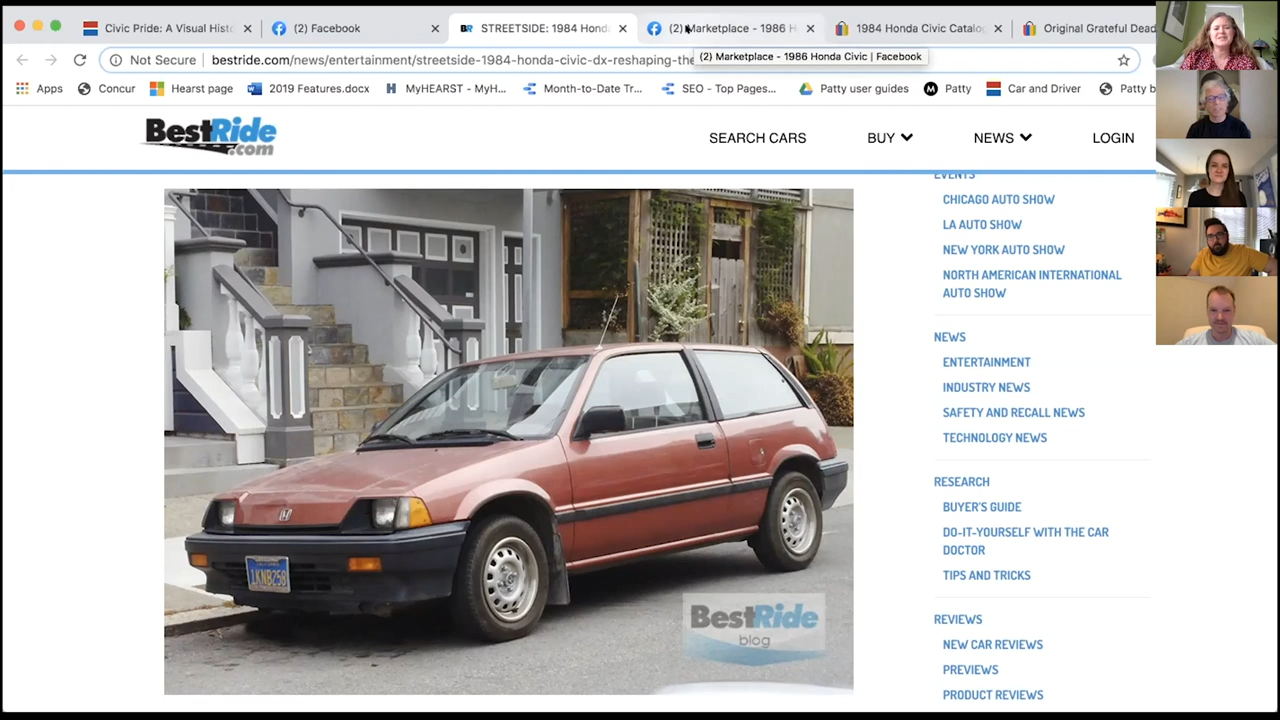 Civic Pride: A Visual Hist
(2) Facebook
STREETSIDE: 1984 Honda
(2) Marketplace - 1986 H
1984 Honda Civic Catalog
Original Grateful Dead
Not Secure
bestride.com/news/entertainment/streetside-1984-honda-civic-dx-reshaping-the
(2) Marketplace - 1986 Honda Civic | Facebook
Apps
Concur
Hearst page
2019 Features.docx
MyHEARST - MyH...
Month-to-Date Tr...
SEO - Top Pages...
Patty user guides
Patty
Car and Driver
Patty b
BestRide
.com
SEARCH CARS
BUY
NEWS
LOGIN
EVENTS
CHICAGO AUTO SHOW
LA AUTO SHOW
NEW YORK AUTO SHOW
NORTH AMERICAN INTERNATIONAL
AUTO SHOW
NEWS
ENTERTAINMENT
INDUSTRY NEWS
SAFETY AND RECALL NEWS
TECHNOLOGY NEWS
RESEARCH
BUYER'S GUIDE
DO-IT-YOURSELF WITH THE CAR
DOCTOR
TIPS AND TRICKS
REVIEWS
NEW CAR REVIEWS
PREVIEWS
PRODUCT REVIEWS
1KNB258
BestRide
blog